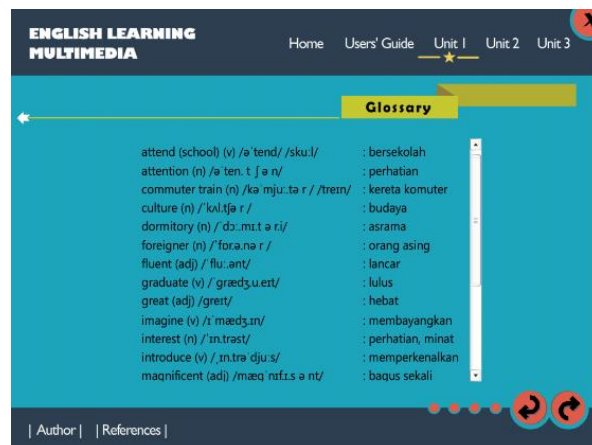 ENGLISH LEARNING
MULTIMEDIA
Home Users' Guide Unit 1 Unit 2 Unit 3
X
Glossary
attend (school) (v) /əˈtend/ /skuːl/ : bersekolah
attention (n) /əˈten. t ʃ ə n/ : perhatian
commuter train (n) /kəˈmjuː.tə r / /treɪn/ : kereta komuter
culture (n) /ˈkʌl.tʃə r / : budaya
dormitory (n) /ˈdɔː.mɪ.t ə r.i/ : asrama
foreigner (n) /ˈfɒr.ə.nə r / : orang asing
fluent (adj) /ˈfluː.ənt/ : lancar
graduate (v) /ˈɡrædʒ.u.eɪt/ : lulus
great (adj) /ɡreɪt/ : hebat
imagine (v) /ɪˈmædʒ.ɪn/ : membayangkan
interest (n) /ˈɪn.trəst/ : perhatian, minat
introduce (v) /ˌɪn.trəˈdjuːs/ : memperkenalkan
magnificent (adj) /mæɡˈnɪf.ɪ.s ə nt/ : bagus sekali
| Author | | References |